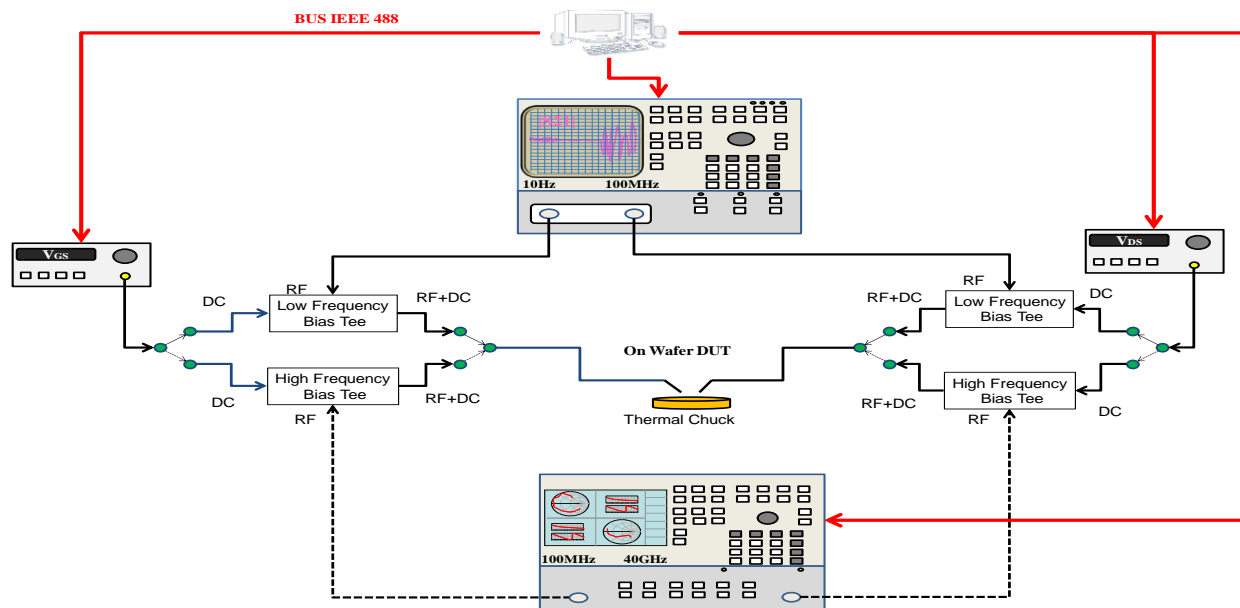 BUS IEEE 488
10Hz 100MHz
VGS
VDS
RF
RF
DC
Low Frequency
Bias Tee
RF+DC
RF+DC
Low Frequency
Bias Tee
DC
On Wafer DUT
High Frequency
Bias Tee
DC
RF
RF+DC
Thermal Chuck
RF+DC
High Frequency
Bias Tee
RF
DC
100MHz 40GHz